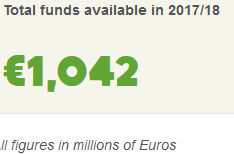 Total funds available in 2017/18
€1,042
ll figures in millions of Euros